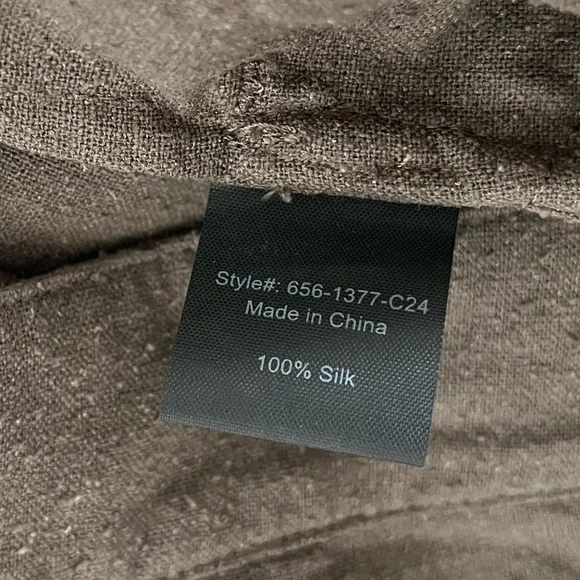 Style#: 656-1377-C24
Made in China
100% Silk